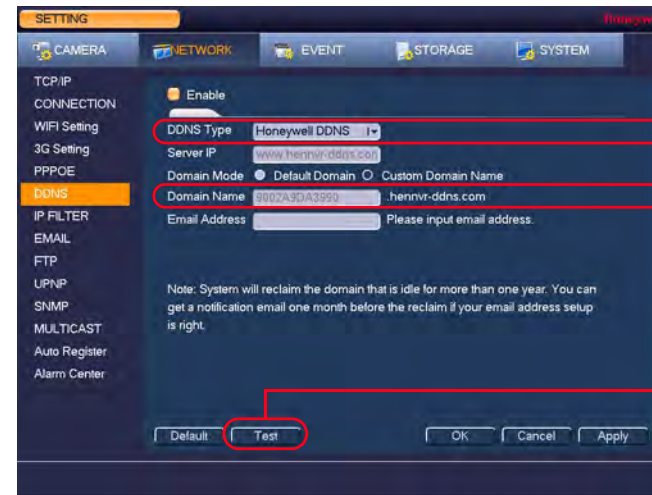 SETTING
CAMERA NETWORK EVENT STORAGE SYSTEM
TCP/IP
CONNECTION
WIFI Setting
3G Setting
PPPOE
DDNS
IP FILTER
EMAIL
FTP
UPNP
SNMP
MULTICAST
Auto Register
Alarm Center
Enable
DDNS Type Honeywell DDNS
Server IP www.hennvr-ddns.com
Domain Mode Default Domain Custom Domain Name
Domain Name 9002A9DA3990 .hennvr-ddns.com
Email Address Please input email address.
Note: System will reclaim the domain that is idle for more than one year. You can
get a notification email one month before the reclaim if your email address setup
is right.
Default Test OK Cancel Apply